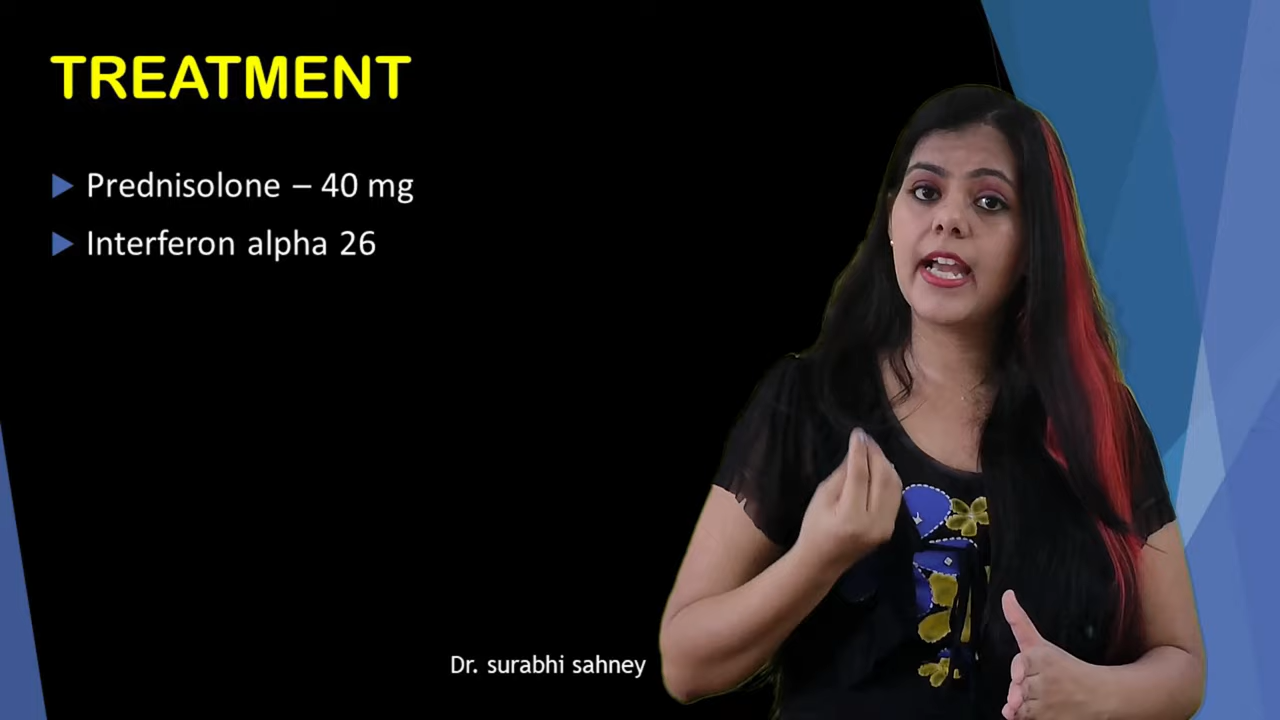 TREATMENT
Prednisolone – 40 mg
Interferon alpha 26
Dr. surabhi sahney